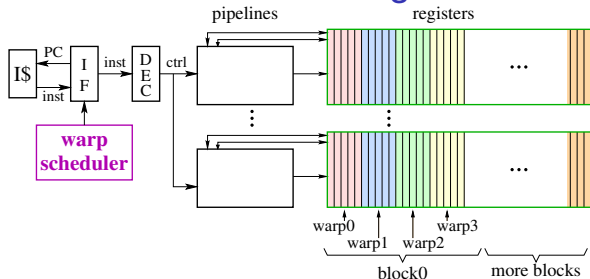 pipelines
registers
I$
PC
inst
I
F
inst
D
E
C
ctrl
warp
scheduler
...
...
warp0
warp1
warp2
warp3
block0
more blocks